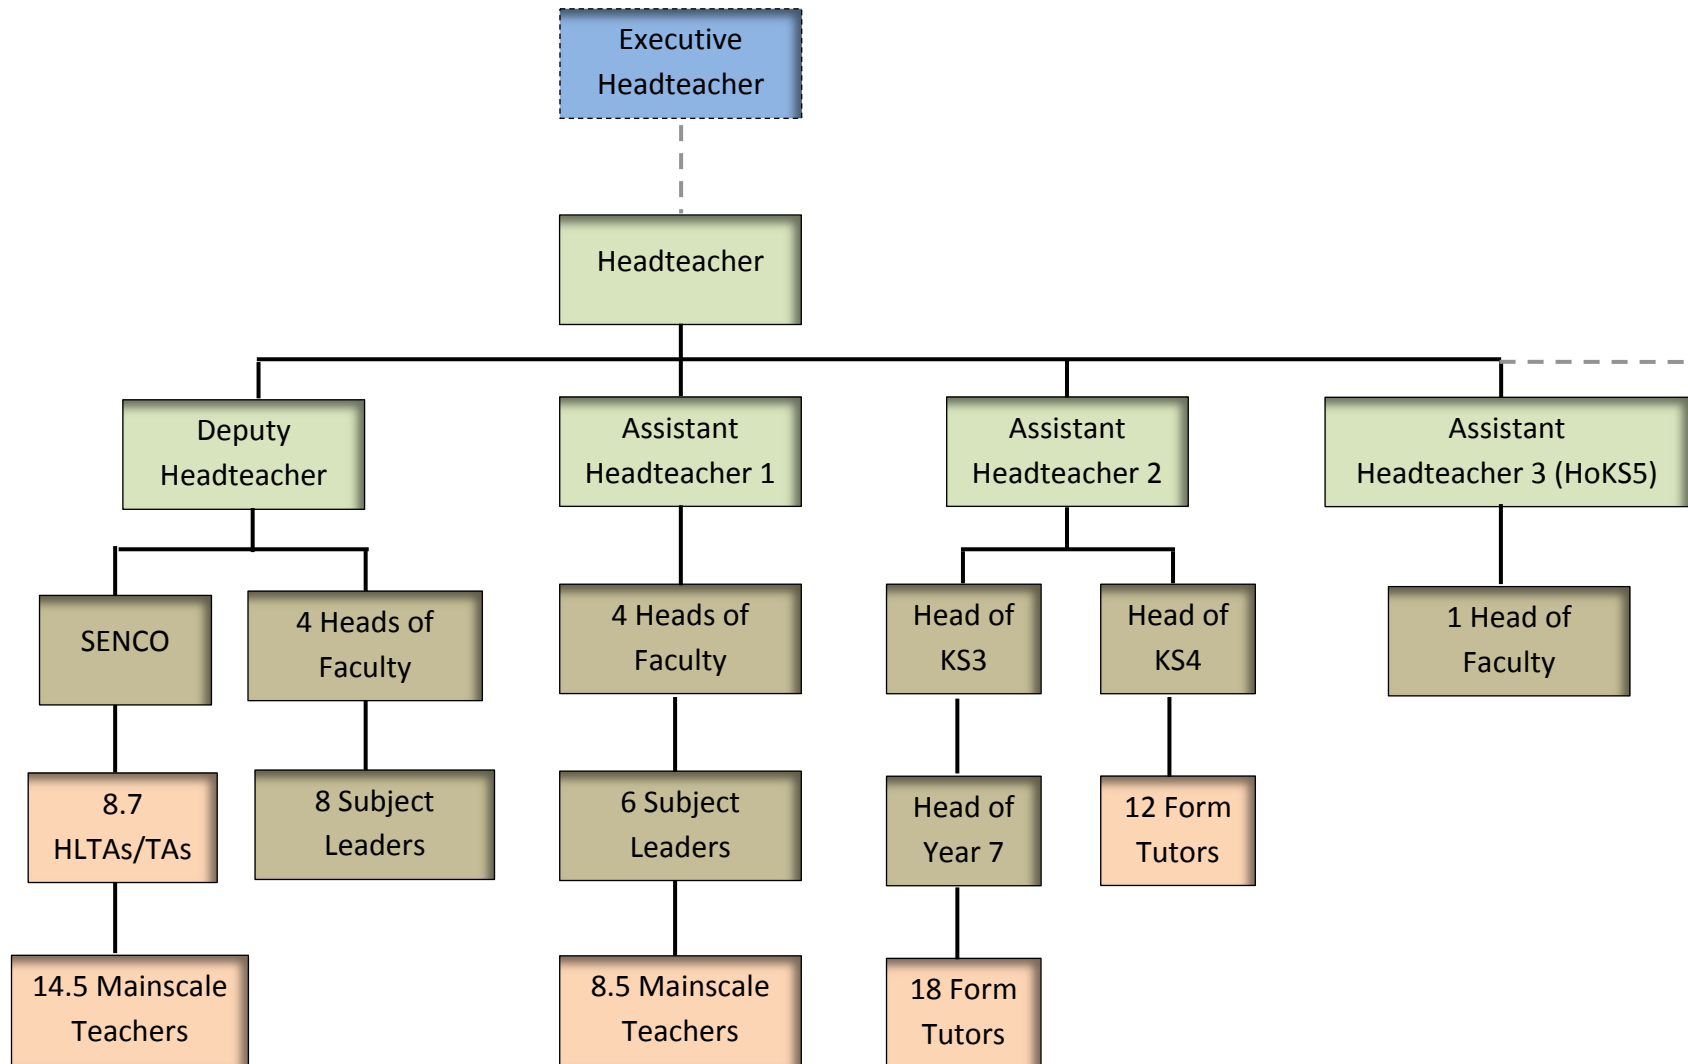 Executive
Headteacher
Headteacher
Deputy
Headteacher
Assistant
Headteacher 1
Assistant
Headteacher 2
Assistant
Headteacher 3 (HoKS5)
SENCO
4 Heads of
Faculty
4 Heads of
Faculty
Head of
KS3
Head of
KS4
1 Head of
Faculty
8.7
HLTAs/TAs
8 Subject
Leaders
6 Subject
Leaders
Head of
Year 7
12 Form
Tutors
14.5 Mainscale
Teachers
8.5 Mainscale
Teachers
18 Form
Tutors